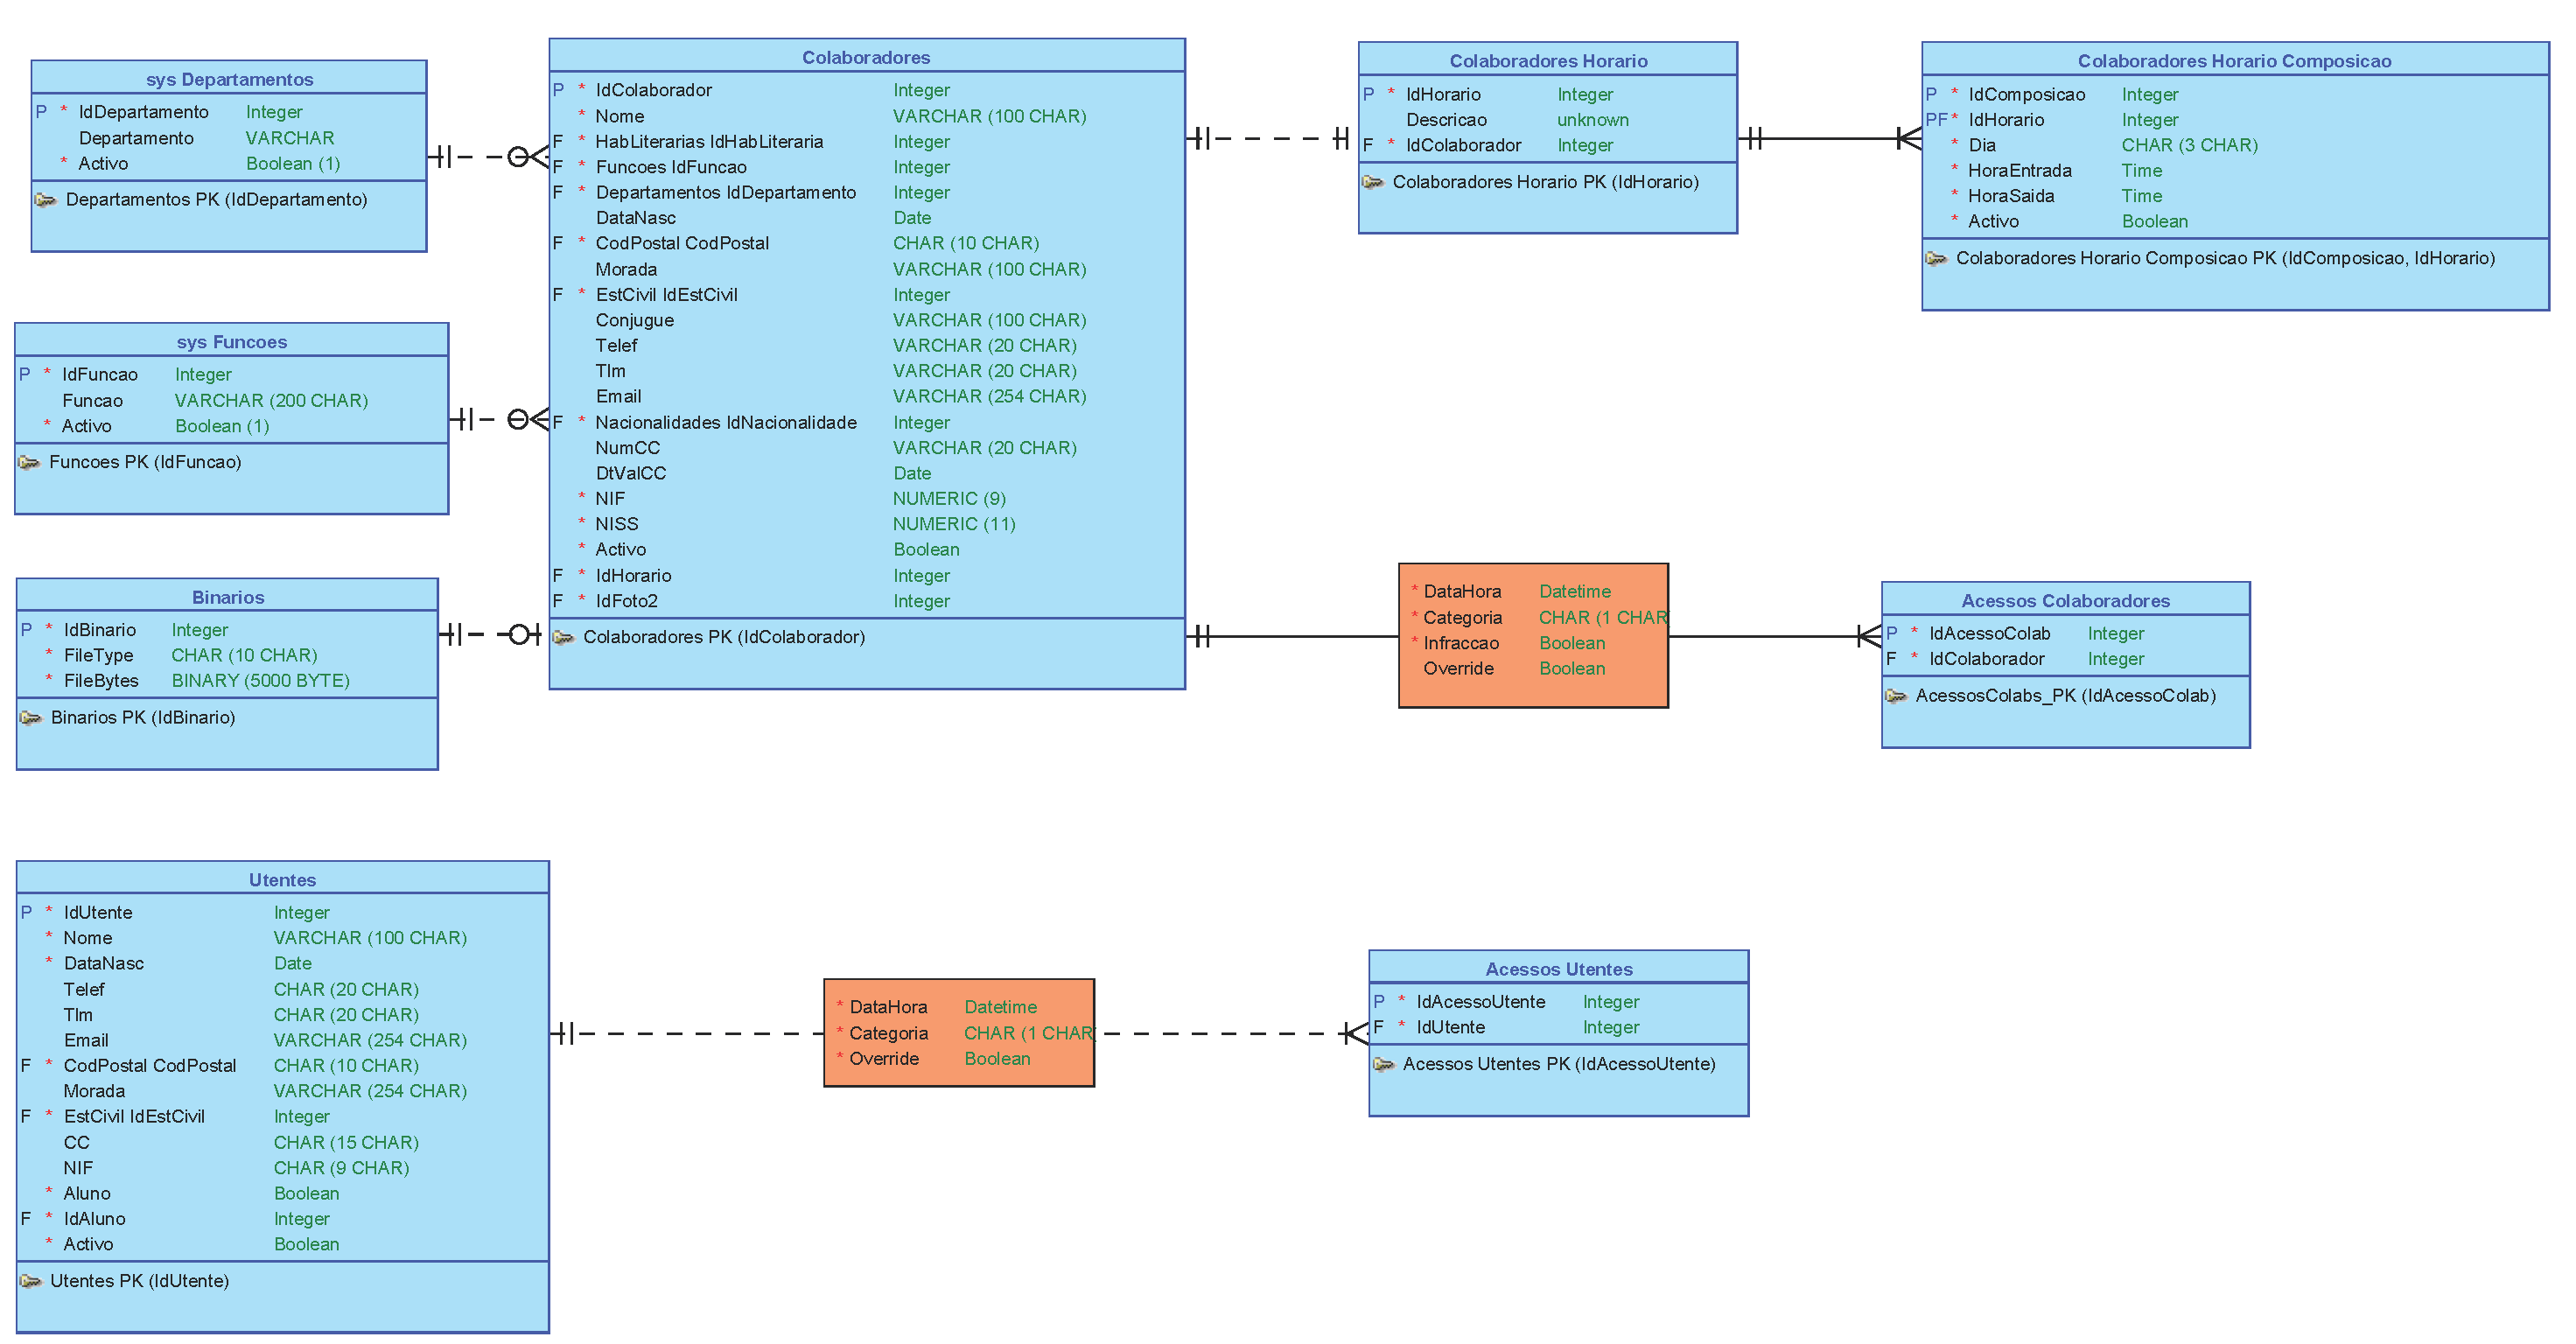 sys Departamentos
P * IdDepartamento Integer
Departamento VARCHAR
* Activo Boolean (1)
Departamentos PK (IdDepartamento)
sys Funcoes
P * IdFuncao Integer
Funcao VARCHAR (200 CHAR)
* Activo Boolean (1)
Funcoes PK (IdFuncao)
Binarios
P * IdBinario Integer
* FileType CHAR (10 CHAR)
* FileBytes BINARY (5000 BYTE)
Binarios PK (IdBinario)
Colaboradores
P * IdColaborador Integer
* Nome VARCHAR (100 CHAR)
F * HabLiterarias IdHabLiteraria Integer
F * Funcoes IdFuncao Integer
F * Departamentos IdDepartamento Integer
DataNasc Date
F * CodPostal CodPostal CHAR (10 CHAR)
Morada VARCHAR (100 CHAR)
F * EstCivil IdEstCivil Integer
Conjugue VARCHAR (100 CHAR)
Telef VARCHAR (20 CHAR)
Tlm VARCHAR (20 CHAR)
Email VARCHAR (254 CHAR)
F * Nacionalidades IdNacionalidade Integer
NumCC VARCHAR (20 CHAR)
DtValCC Date
* NIF NUMERIC (9)
* NISS NUMERIC (11)
* Activo Boolean
F * IdHorario Integer
F * IdFoto2 Integer
Colaboradores PK (IdColaborador)
Colaboradores Horario
P * IdHorario Integer
Descricao unknown
F * IdColaborador Integer
Colaboradores Horario PK (IdHorario)
Colaboradores Horario Composicao
P * IdComposicao Integer
PF * IdHorario Integer
* Dia CHAR (3 CHAR)
* HoraEntrada Time
* HoraSaida Time
* Activo Boolean
Colaboradores Horario Composicao PK (IdComposicao, IdHorario)
* DataHora Datetime
* Categoria CHAR (1 CHAR
* Infraccao Boolean
Override Boolean
Acessos Colaboradores
P * IdAcessoColab Integer
F * IdColaborador Integer
AcessosColabs_PK (IdAcessoColab)
Utentes
P * IdUtente Integer
* Nome VARCHAR (100 CHAR)
* DataNasc Date
Telef CHAR (20 CHAR)
Tlm CHAR (20 CHAR)
Email VARCHAR (254 CHAR)
F * CodPostal CodPostal CHAR (10 CHAR)
Morada VARCHAR (254 CHAR)
F * EstCivil IdEstCivil Integer
CC CHAR (15 CHAR)
NIF CHAR (9 CHAR)
* Aluno Boolean
F * IdAluno Integer
* Activo Boolean
Utentes PK (IdUtente)
* DataHora Datetime
* Categoria CHAR (1 CHAR
* Override Boolean
Acessos Utentes
P * IdAcessoUtente Integer
F * IdUtente Integer
Acessos Utentes PK (IdAcessoUtente)